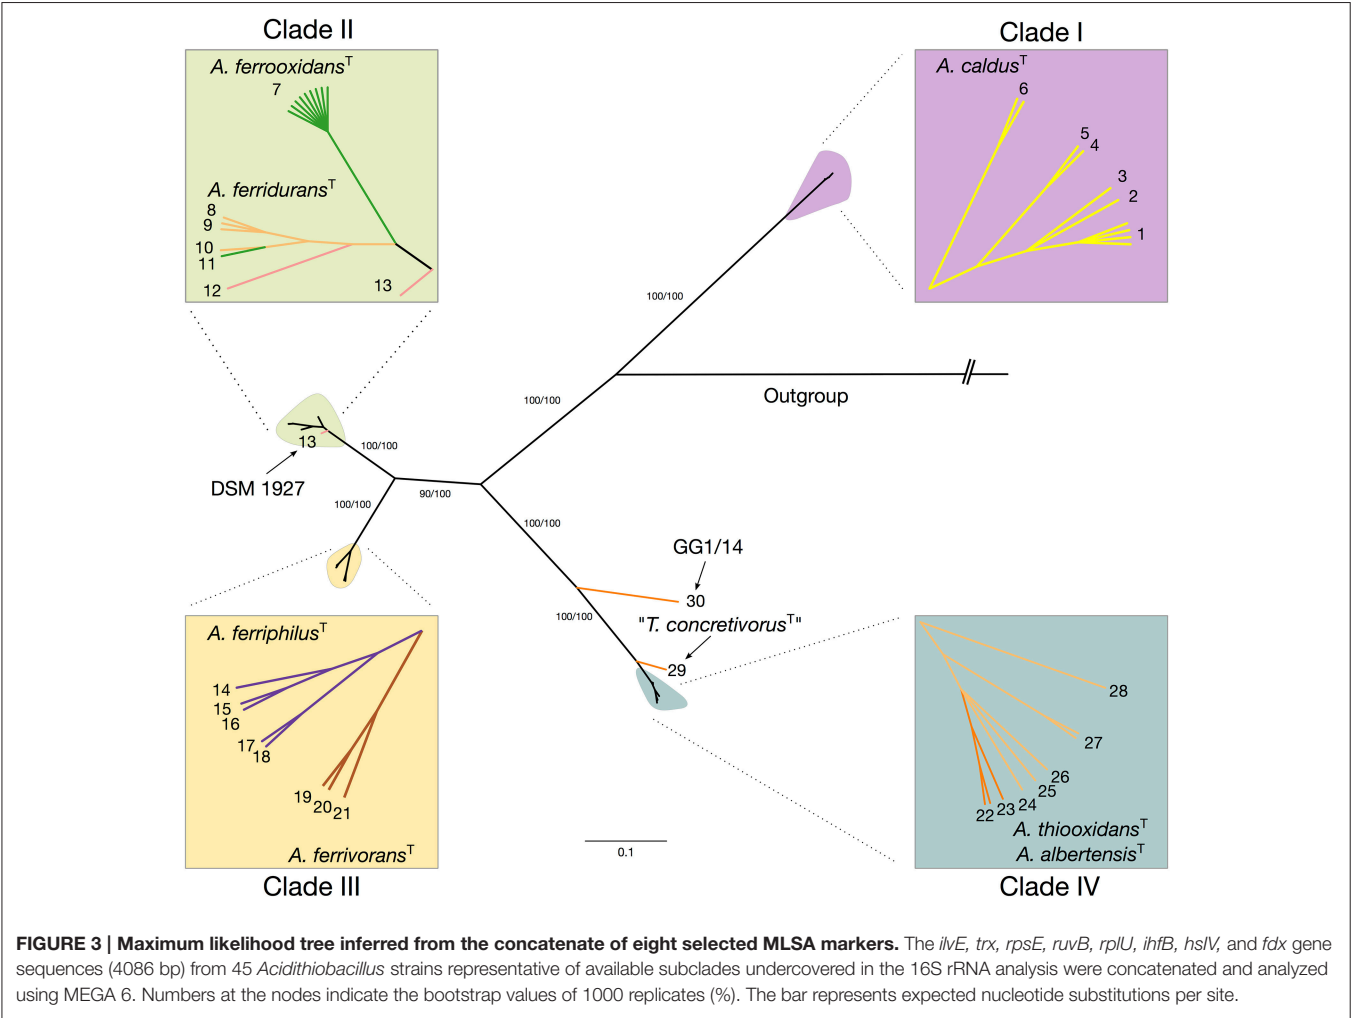 Clade II
A. ferrooxidansT
7
A. ferriduransT
8
9
10
11
12
13
Clade I
A. caldusT
6
5
4
3
2
1
100/100
Outgroup
100/100
13
100/100
DSM 1927
90/100
100/100
100/100
GG1/14
30
100/100
"T. concretivorusT"
29
A. ferriphilusT
14
15
16
17
18
19
20
21
A. ferrivoransT
Clade III
0.1
28
27
26
25
24
23
22
A. thiooxidansT
A. albertensisT
Clade IV
FIGURE 3 | Maximum likelihood tree inferred from the concatenate of eight selected MLSA markers. The ilvE, trx, rpsE, ruvB, rplU, ihfB, hslV, and fdx gene
sequences (4086 bp) from 45 Acidithiobacillus strains representative of available subclades undercovered in the 16S rRNA analysis were concatenated and analyzed
using MEGA 6. Numbers at the nodes indicate the bootstrap values of 1000 replicates (%). The bar represents expected nucleotide substitutions per site.